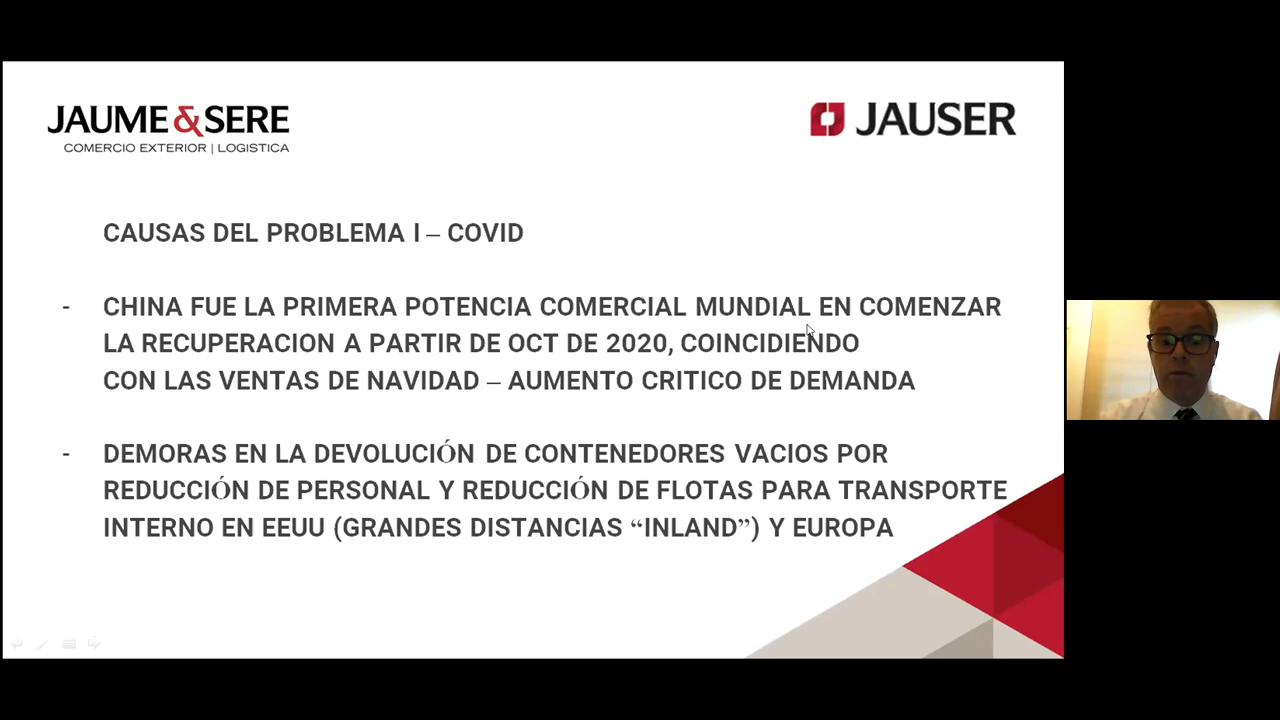 JAUME&SERE
COMERCIO EXTERIOR | LOGISTICA
JAUSER
CAUSAS DEL PROBLEMA I – COVID
- CHINA FUE LA PRIMERA POTENCIA COMERCIAL MUNDIAL EN COMENZAR
LA RECUPERACION A PARTIR DE OCT DE 2020, COINCIDIENDO
CON LAS VENTAS DE NAVIDAD – AUMENTO CRITICO DE DEMANDA
- DEMORAS EN LA DEVOLUCIÓN DE CONTENEDORES VACIOS POR
REDUCCIÓN DE PERSONAL Y REDUCCIÓN DE FLOTAS PARA TRANSPORTE
INTERNO EN EEUU (GRANDES DISTANCIAS “INLAND”) Y EUROPA